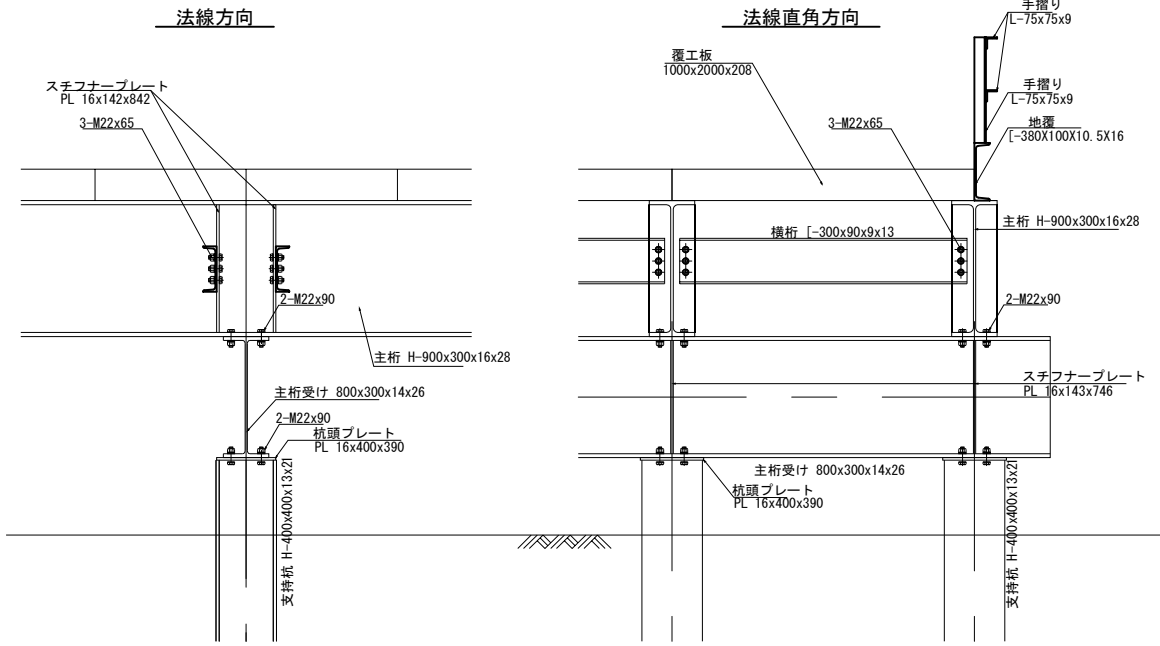 法線方向
スチフナープレート
PL 16x142x842
3-M22x65
2-M22x90
主桁 H-900x300x16x28
主桁受け 800x300x14x26
2-M22x90
杭頭プレート
PL 16x400x390
支持杭 H-400x400x13x21
法線直角方向
手摺り
L-75x75x9
覆工板
1000x2000x208
手摺り
L-75x75x9
3-M22x65
地覆
[-380X100X10.5X16
主桁 H-900x300x16x28
横桁 [-300x90x9x13
2-M22x90
スチフナープレート
PL 16x143x746
主桁受け 800x300x14x26
杭頭プレート
PL 16x400x390
支持杭 H-400x400x13x21